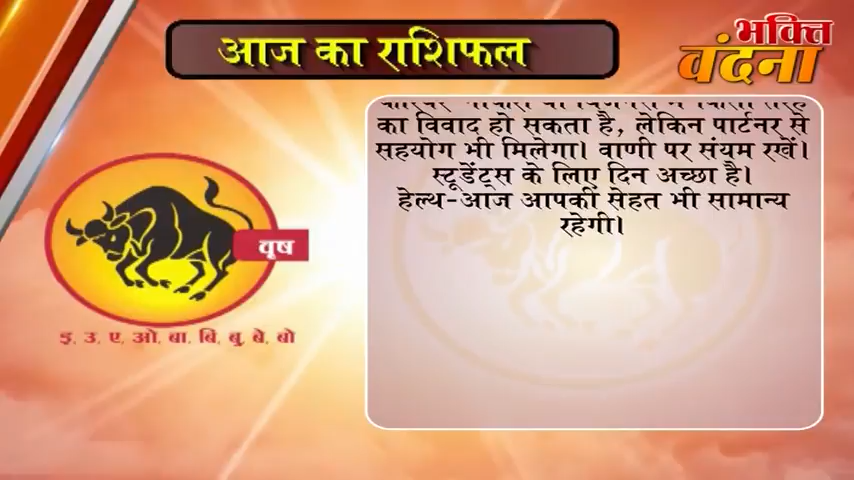 आज का राशिफल
भक्ति
वंदना
का विवाद हो सकता है, लेकिन पार्टनर से
सहयोग भी मिलेगा। वाणी पर संयम रखें।
स्टूडेंट्स के लिए दिन अच्छा है।
हेल्थ-आज आपकी सेहत भी सामान्य
रहेगी।
वृष
इ, उ, ए, ओ, बा, बि, बु, बे, बो